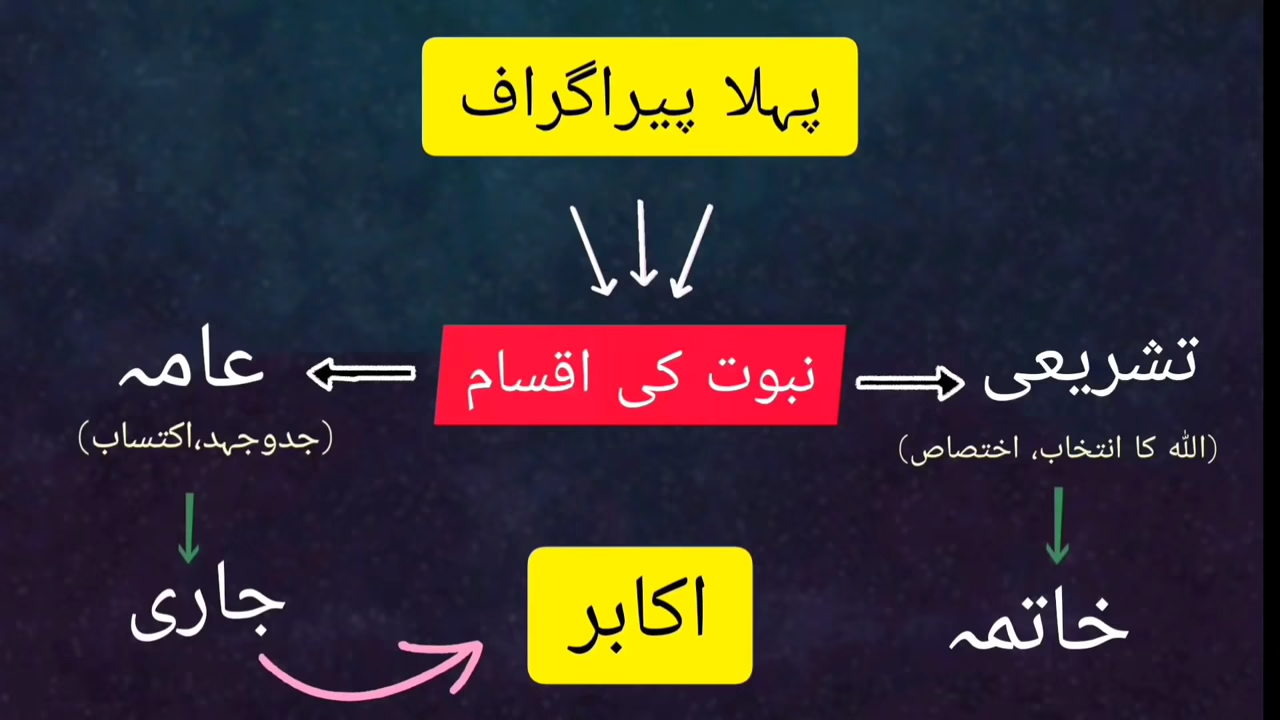 پہلا پیراگراف
نبوت کی اقسام
تشریعی
(اللہ کا انتخاب، اختصاص)
خاتمہ
عامہ
(جدوجہد،اکتساب)
جاری
اکابر